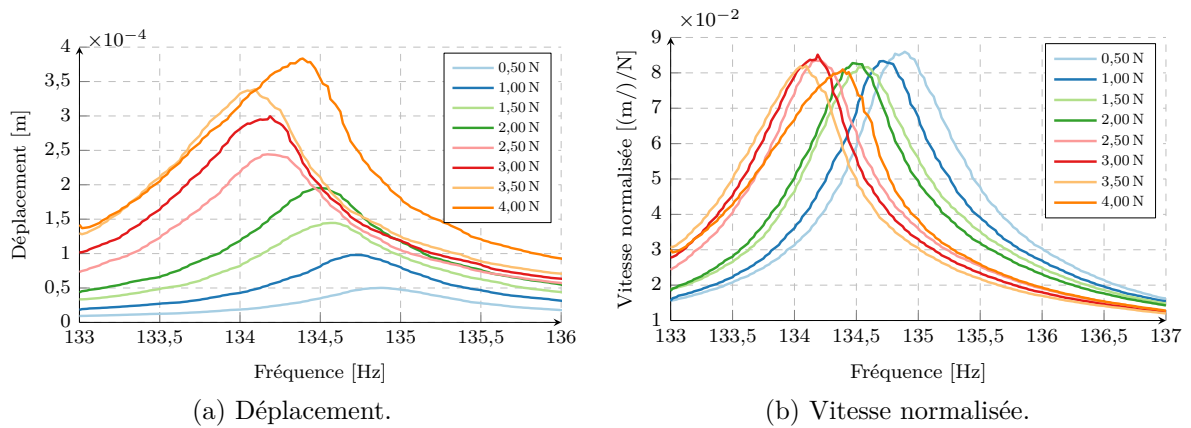 ×10−4
4
3,5
3
2,5
2
1,5
1
0,5
0
133
133,5
134
134,5
135
135,5
136
Déplacement [m]
Fréquence [Hz]
0,50 N
1,00 N
1,50 N
2,00 N
2,50 N
3,00 N
3,50 N
4,00 N
(a) Déplacement.
×10−2
9
8
7
6
5
4
3
2
1
133
133,5
134
134,5
135
135,5
136
136,5
137
Vitesse normalisée [(m/)/N]
Fréquence [Hz]
0,50 N
1,00 N
1,50 N
2,00 N
2,50 N
3,00 N
3,50 N
4,00 N
(b) Vitesse normalisée.